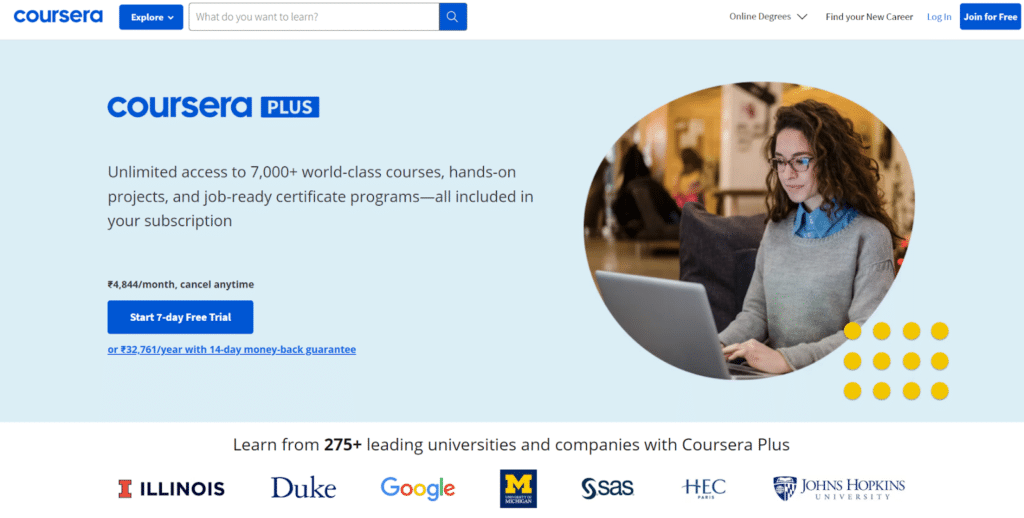 coursera
Explore
What do you want to learn?
Online Degrees
Find your New Career
Log In
Join for Free
coursera PLUS
Unlimited access to 7,000+ world-class courses, hands-on
projects, and job-ready certificate programs—all included in
your subscription
₹4,844/month, cancel anytime
Start 7-day Free Trial
or ₹32,761/year with 14-day money-back guarantee
Learn from 275+ leading universities and companies with Coursera Plus
I ILLINOIS
Duke
Google
M
UNIVERSITY OF
MICHIGAN
sas
HEC
PARIS
JOHNS HOPKINS
UNIVERSITY